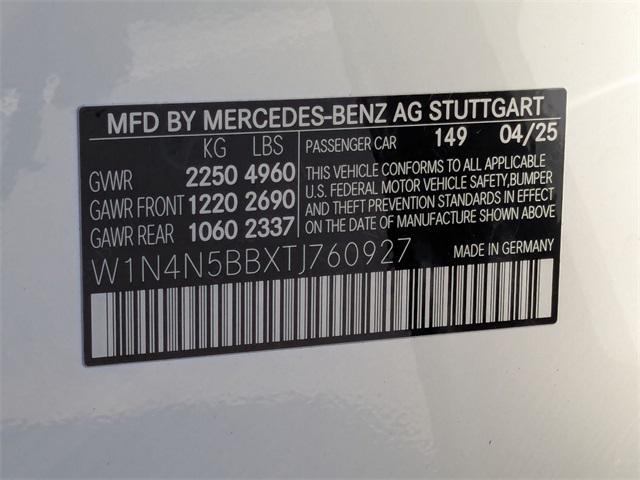 MFD BY MERCEDES-BENZ AG STUTTGART
KG LBS
GVWR 2250 4960
GAWR FRONT 1220 2690
GAWR REAR 1060 2337
PASSENGER CAR 149 04/25
THIS VEHICLE CONFORMS TO ALL APPLICABLE
U.S. FEDERAL MOTOR VEHICLE SAFETY,BUMPER
AND THEFT PREVENTION STANDARDS IN EFFECT
ON THE DATE OF MANUFACTURE SHOWN ABOVE.
W1N4N5BBXTJ760927
MADE IN GERMANY